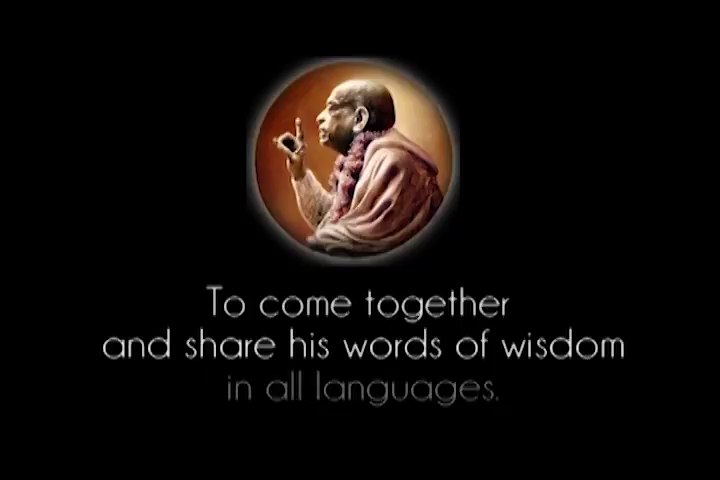 To come together
and share his words of wisdom
in all languages.